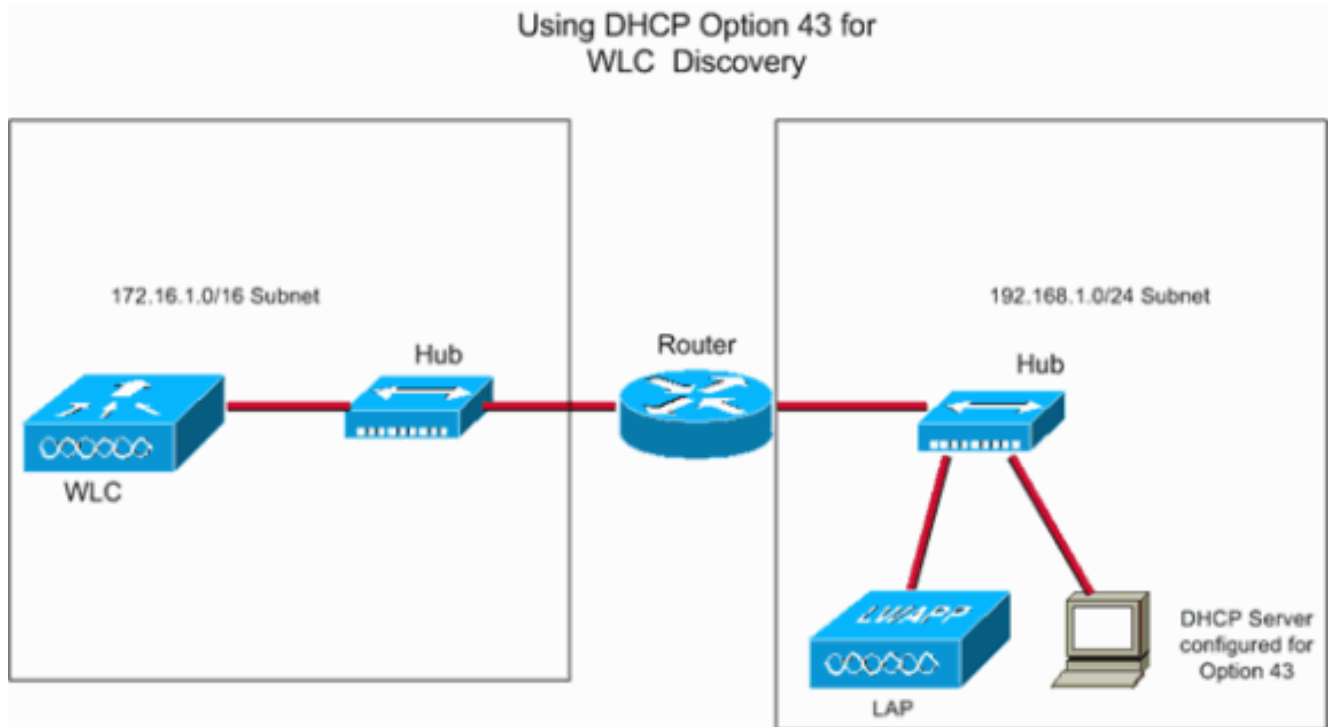 Using DHCP Option 43 for
WLC Discovery
172.16.1.0/16 Subnet
192.168.1.0/24 Subnet
Hub
Router
Hub
WLC
LWAPP
LAP
DHCP Server
configured for
Option 43